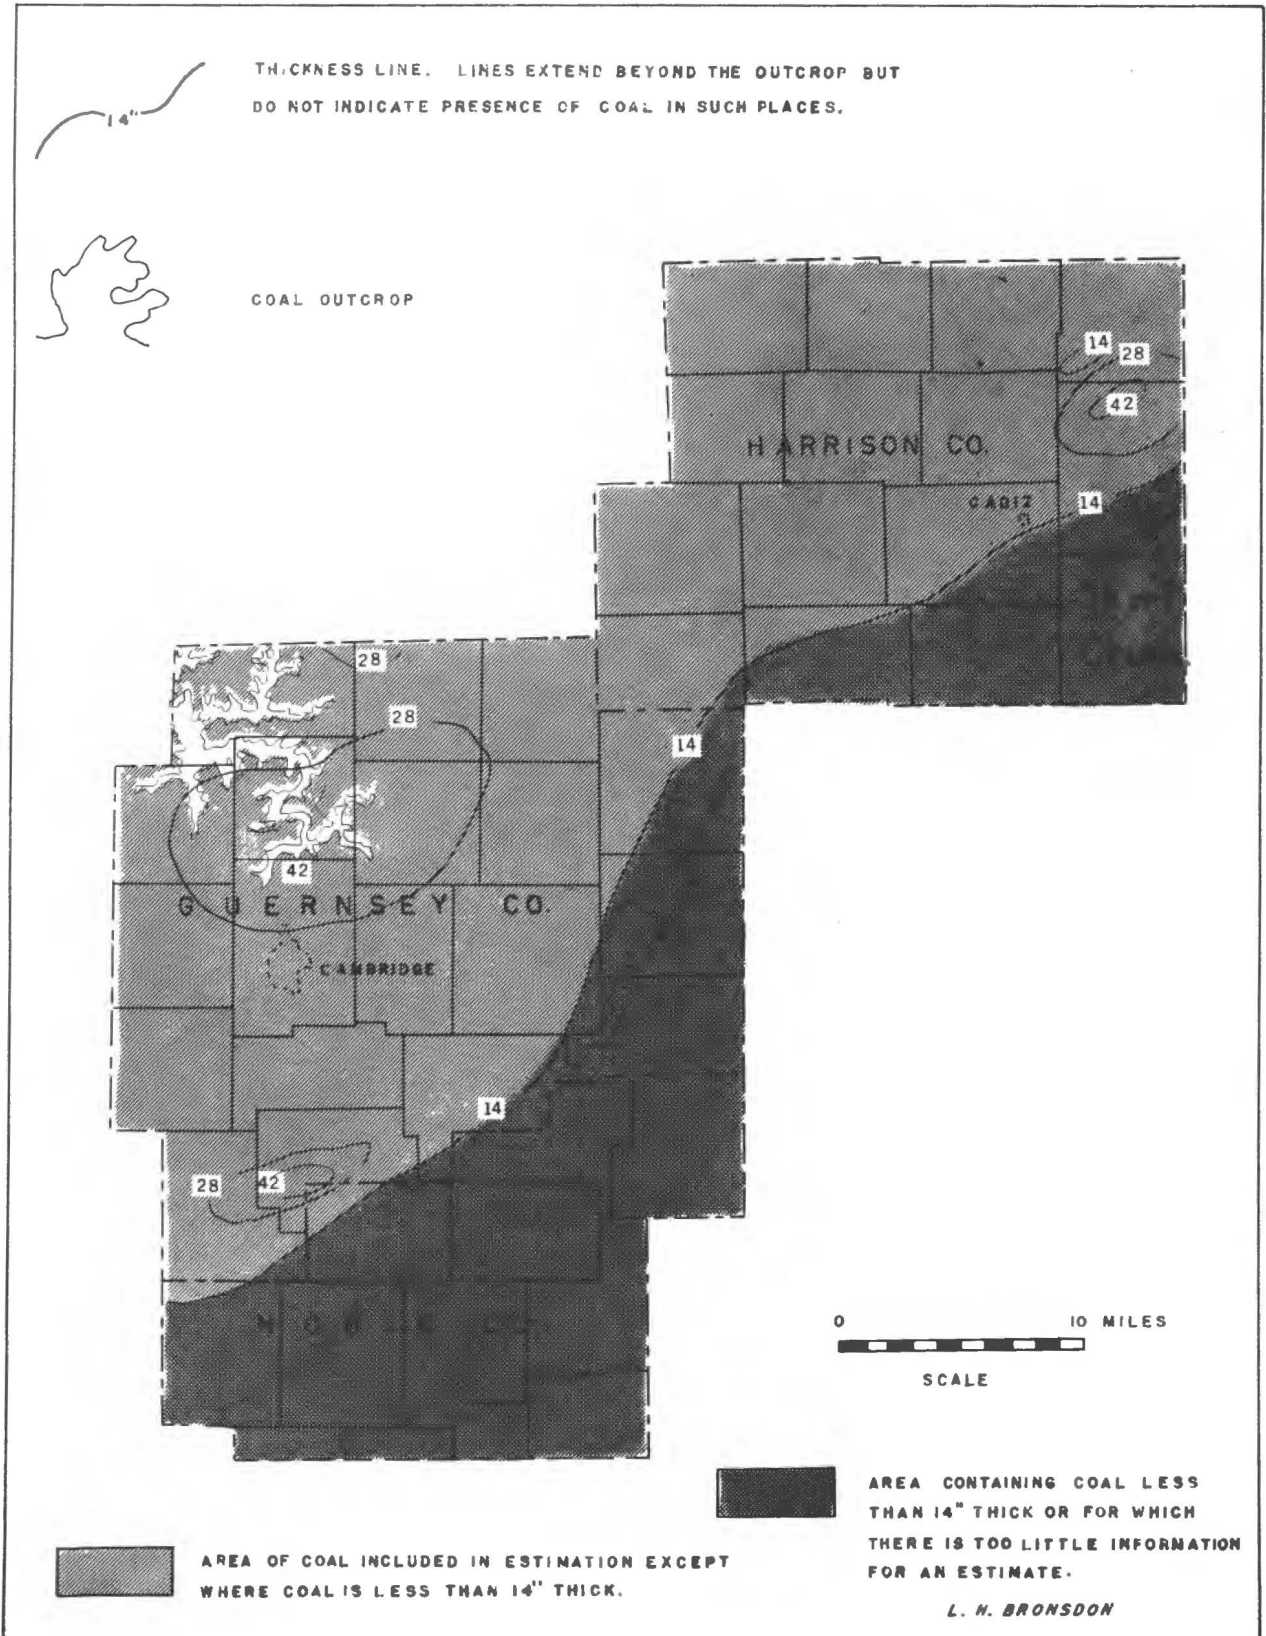 THICKNESS LINE. LINES EXTEND BEYOND THE OUTCROP BUT
DO NOT INDICATE PRESENCE OF COAL IN SUCH PLACES.
14"
COAL OUTCROP
14
28
42
HARRISON CO.
CADIZ
14
28
28
14
42
GUERNSEY CO.
CAMBRIDGE
14
28
42
NOBLE CO.
0 10 MILES
SCALE
AREA CONTAINING COAL LESS
THAN 14" THICK OR FOR WHICH
THERE IS TOO LITTLE INFORMATION
FOR AN ESTIMATE.
AREA OF COAL INCLUDED IN ESTIMATION EXCEPT
WHERE COAL IS LESS THAN 14" THICK.
L. H. BRONSDON